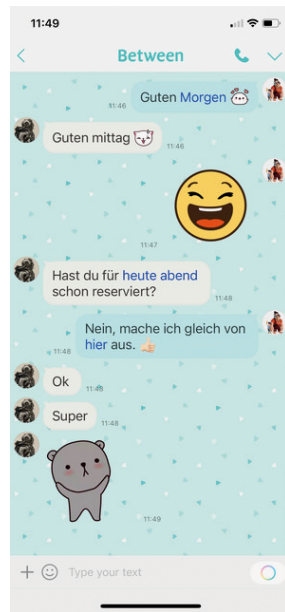 11:49
Between
Guten Morgen
11:46
Guten mittag
11:46
11:47
Hast du für heute abend
schon reserviert?
11:48
Nein, mache ich gleich von
hier aus.
11:48
Ok
11:48
Super
11:48
11:49
Type your text